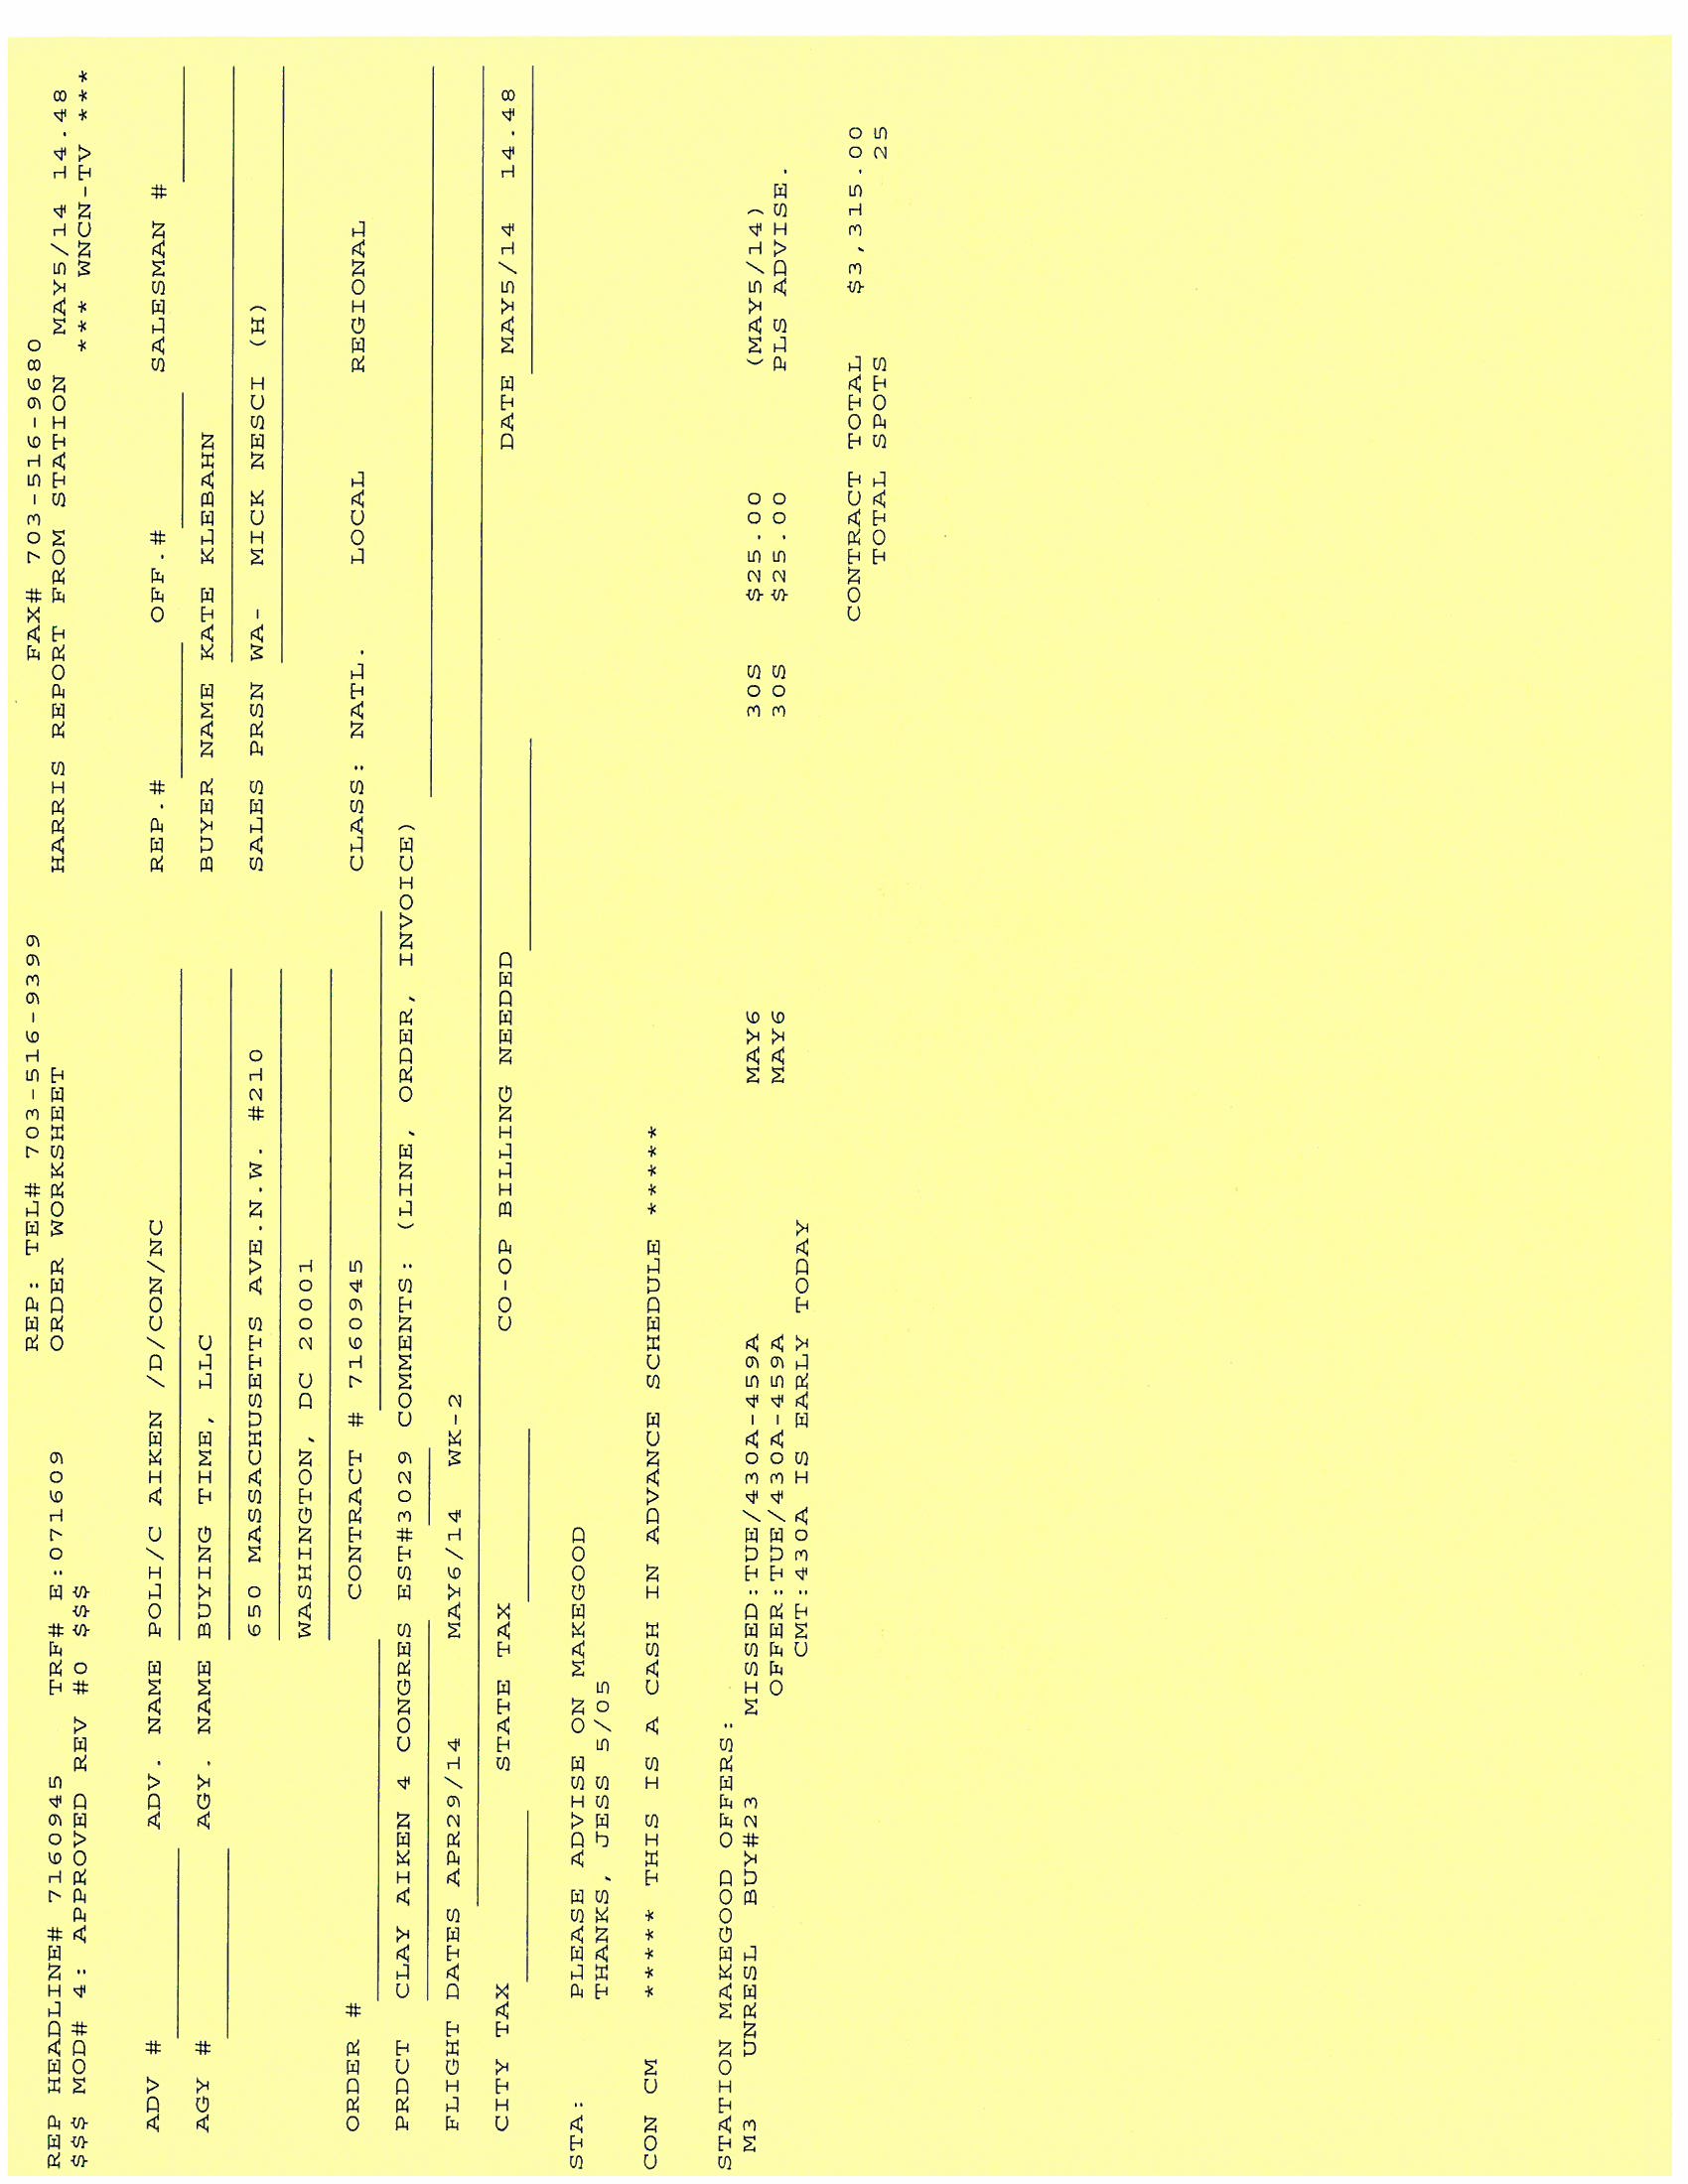 REP: TEL# 703-516-9399 FAX# 703-516-9680
REP HEADLINE# 7160945 TRF# E:071609 ORDER WORKSHEET HARRIS REPORT FROM STATION MAY5/14 14.48
$$$ MOD# 4: APPROVED REV #0 $$$ *** WNCN-TV ***
ADV # ADV. NAME POLI/C AIKEN /D/CON/NC REP.# OFF.# SALESMAN #
AGY # AGY. NAME BUYING TIME, LLC BUYER NAME KATE KLEBAHN
650 MASSACHUSETTS AVE.N.W. #210 SALES PRSN WA- MICK NESCI (H)
WASHINGTON, DC 20001
ORDER # CONTRACT # 7160945 CLASS: NATL. LOCAL REGIONAL
PRDCT CLAY AIKEN 4 CONGRES EST#3029 COMMENTS: (LINE, ORDER, INVOICE)
FLIGHT DATES APR29/14 MAY6/14 WK-2
CITY TAX STATE TAX CO-OP BILLING NEEDED DATE MAY5/14 14.48
STA: PLEASE ADVISE ON MAKEGOOD
THANKS, JESS 5/05
CON CM ***** THIS IS A CASH IN ADVANCE SCHEDULE *****
STATION MAKEGOOD OFFERS:
M3 UNRESL BUY#23 MISSED:TUE/430A-459A MAY6 30S $25.00 (MAY5/14)
OFFER:TUE/430A-459A MAY6 30S $25.00 PLS ADVISE.
CMT:430A IS EARLY TODAY
CONTRACT TOTAL $3,315.00
TOTAL SPOTS 25